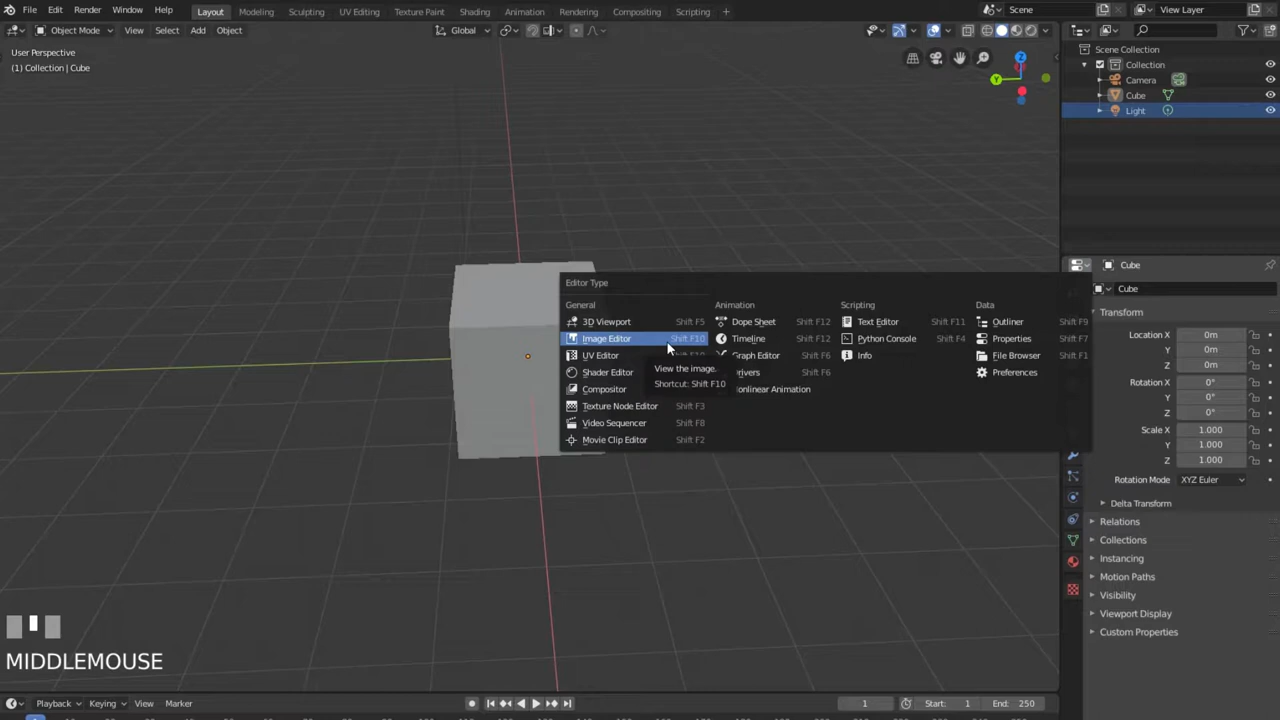 File Edit Render Window Help Layout Modeling Sculpting UV Editing Texture Paint Shading Animation Rendering Compositing Scripting + Scene View Layer
Object Mode View Select Add Object Global
User Perspective
(1) Collection | Cube
Y Z
Scene Collection
Collection
Camera
Cube
Light
Editor Type
General
3D Viewport Shift F5
Image Editor Shift F10
UV Editor
Shader Editor
Compositor
Texture Node Editor Shift F3
Video Sequencer Shift F8
Movie Clip Editor Shift F2
View the image.
Shortcut: Shift F10
Animation
Dope Sheet Shift F12
Timeline Shift F12
Graph Editor Shift F6
Shift F6
Scripting
Text Editor Shift F11
Python Console Shift F4
Info
Data
Outliner Shift F9
Properties Shift F7
File Browser Shift F1
Preferences
Cube
Cube
Transform
Location X 0m
Y 0m
Z 0m
Rotation X 0°
Y 0°
Z 0°
Scale X 1.000
Y 1.000
Z 1.000
Rotation Mode XYZ Euler
Delta Transform
Relations
Collections
Instancing
Motion Paths
Visibility
Viewport Display
Custom Properties
MIDDLEMOUSE
Playback Keying View Marker 1 Start: 1 End: 250